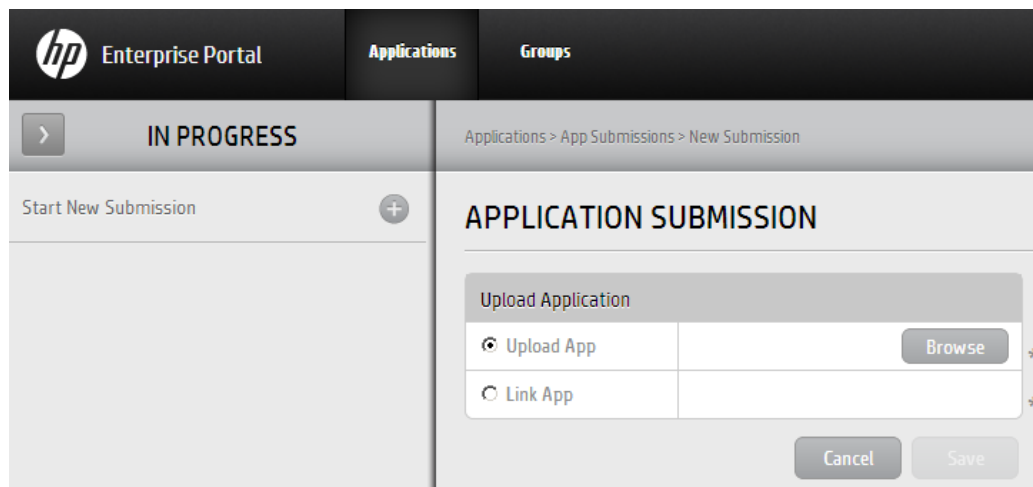 hp Enterprise Portal Applications Groups
IN PROGRESS
Applications > App Submissions > New Submission
Start New Submission
APPLICATION SUBMISSION
Upload Application
Upload App Browse *
Link App *
Cancel Save